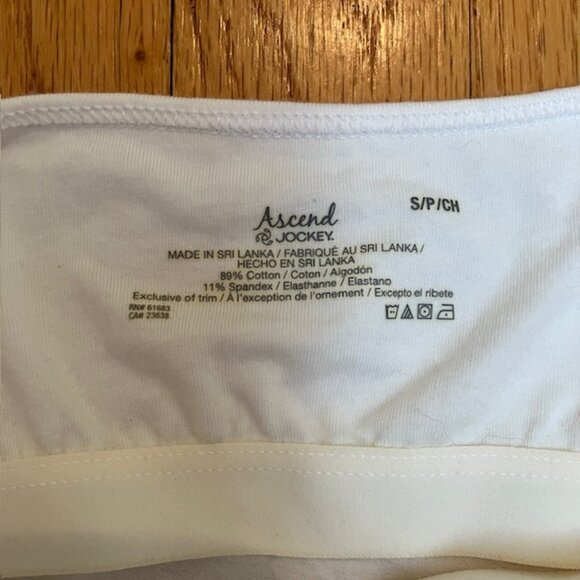 S/P/CH
Ascend
JOCKEY.
MADE IN SRI LANKA / FABRIQUÉ AU SRI LANKA /
HECHO EN SRI LANKA
89% Cotton / Coton / Algodón
11% Spandex / Elasthanne / Elastano
Exclusive of trim / À l'exception de l'ornement / Excepto el ribete
RN# 61683
CA# 23638